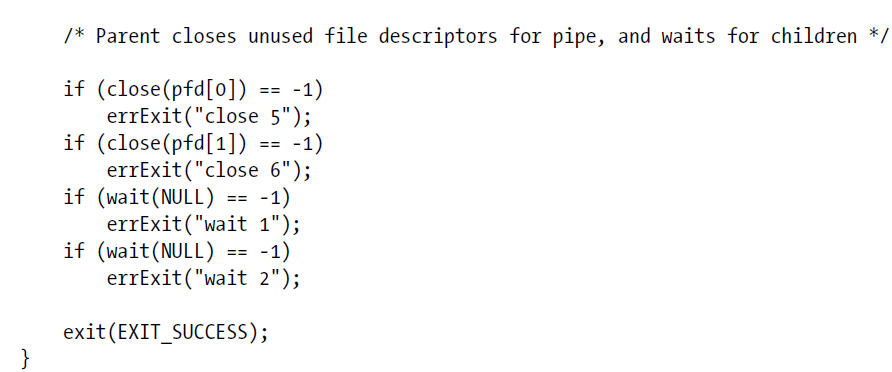 /* Parent closes unused file descriptors for pipe, and waits for children */
if (close(pfd[0]) == -1)
errExit("close 5");
if (close(pfd[1]) == -1)
errExit("close 6");
if (wait(NULL) == -1)
errExit("wait 1");
if (wait(NULL) == -1)
errExit("wait 2");
exit(EXIT_SUCCESS);
}